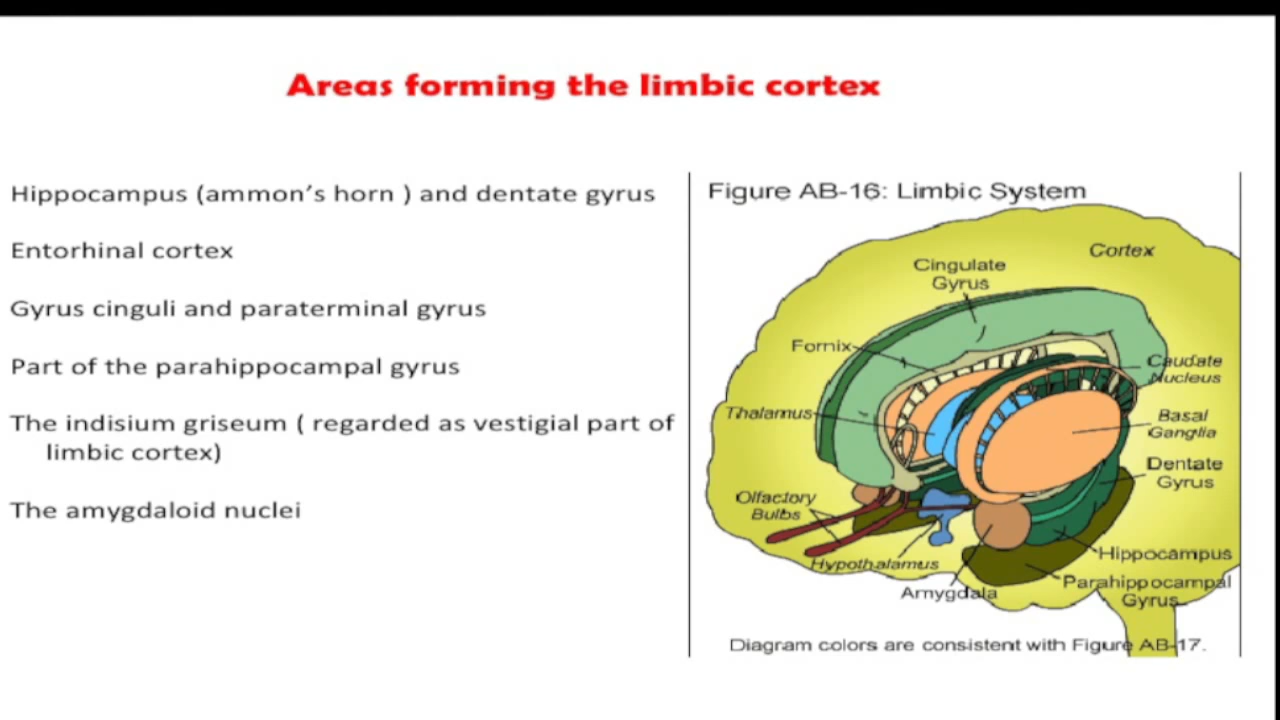 Areas forming the limbic cortex
Hippocampus (ammon's horn ) and dentate gyrus
Entorhinal cortex
Gyrus cinguli and paraterminal gyrus
Part of the parahippocampal gyrus
The indisium griseum ( regarded as vestigial part of
limbic cortex)
The amygdaloid nuclei
Figure AB-16: Limbic System
Cortex
Cingulate
Gyrus
Fornix
Caudate
Nucleus
Thalamus
Basal
Ganglia
Dentate
Gyrus
Olfactory
Bulbs
Hypothalamus
Hippocampus
Amygdala
Parahippocampal
Gyrus
Diagram colors are consistent with Figure AB-17.